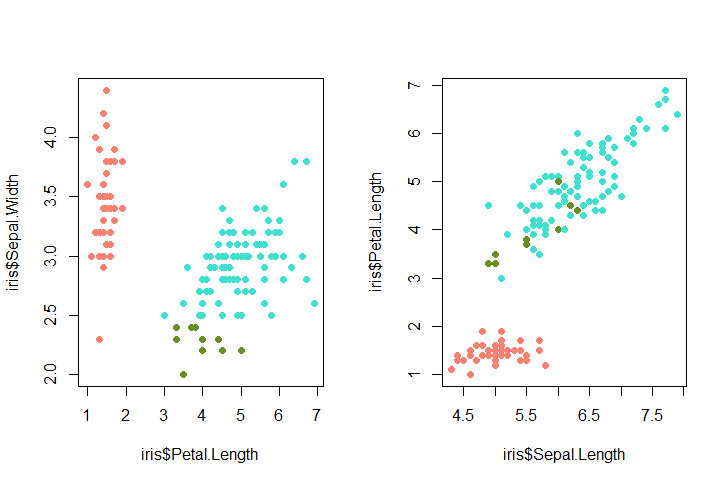 iris$Sepal.Width
2.0 2.5 3.0 3.5 4.0
1 2 3 4 5 6 7
iris$Petal.Length
iris$Petal.Length
1 2 3 4 5 6 7
4.5 5.5 6.5 7.5
iris$Sepal.Length